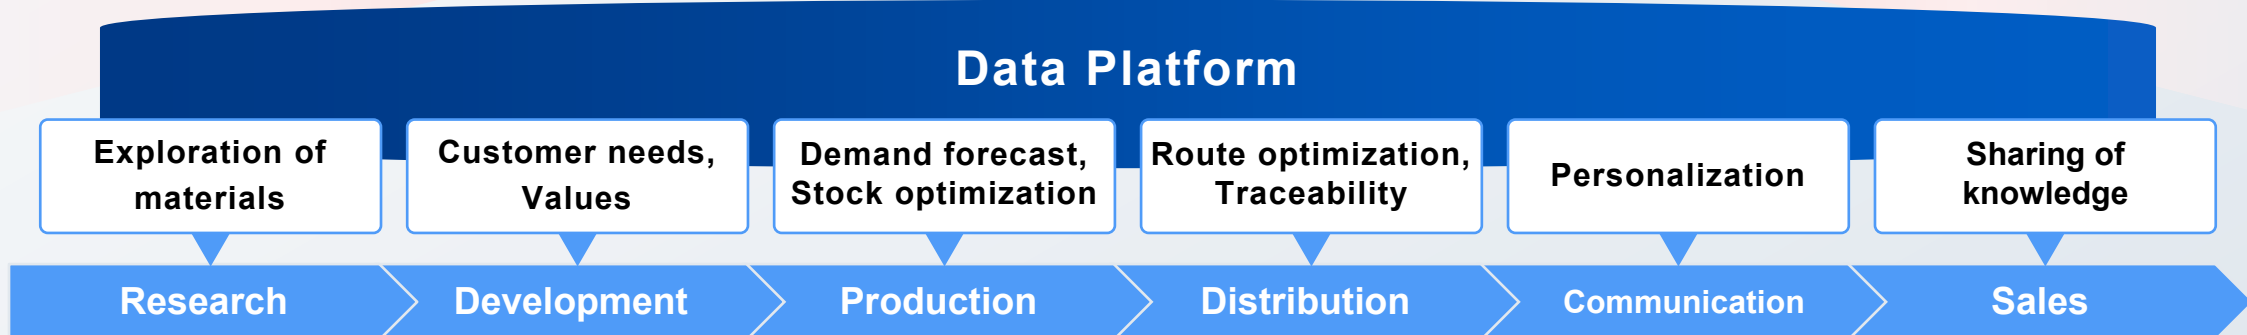 Data Platform
Exploration of
materials
Customer needs,
Values
Demand forecast,
Stock optimization
Route optimization,
Traceability
Personalization
Sharing of
knowledge
Research
Development
Production
Distribution
Communication
Sales